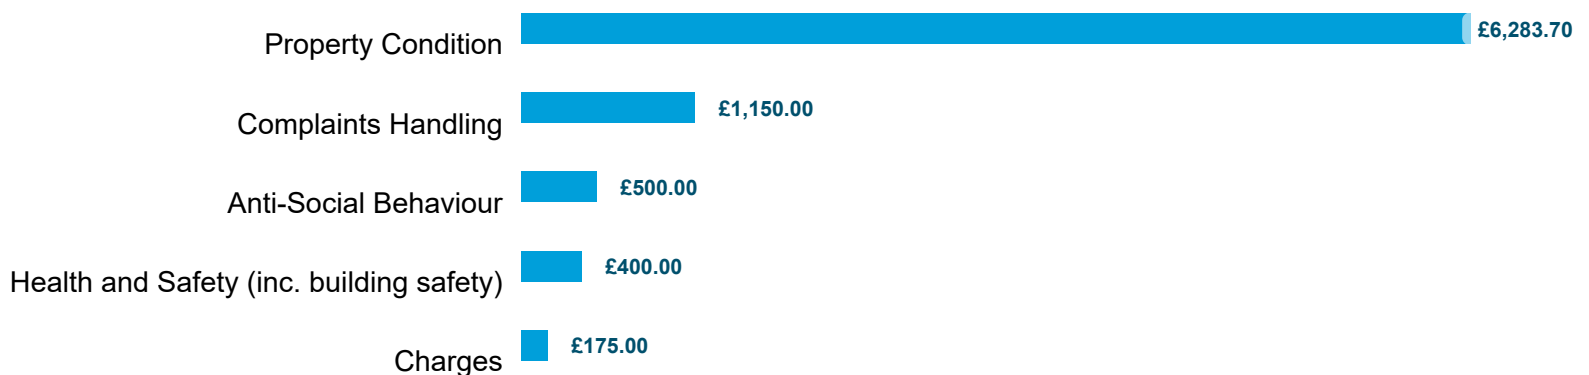 Property Condition £6,283.70
Complaints Handling £1,150.00
Anti-Social Behaviour £500.00
Health and Safety (inc. building safety) £400.00
Charges £175.00